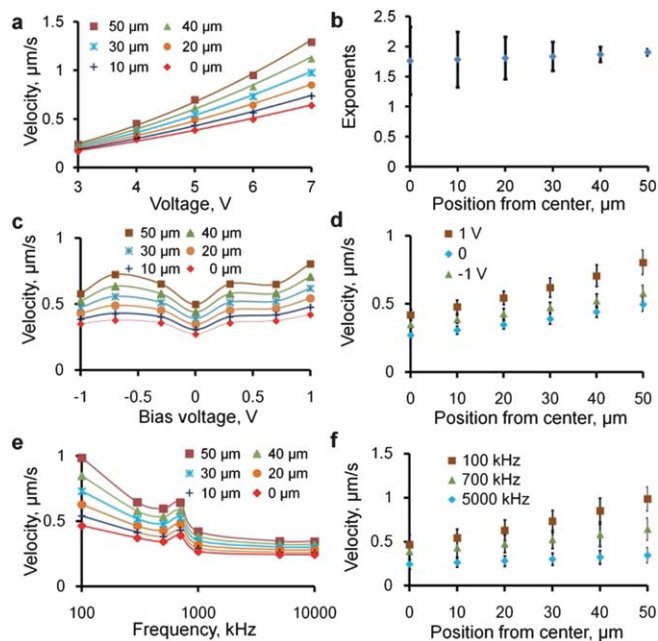 a
50 µm
40 µm
30 µm
20 µm
10 µm
0 µm
Velocity, µm/s
1.5
1
0.5
0
3
4
5
6
7
Voltage, V
b
Exponents
2.5
2
1.5
1
0.5
0
0
10
20
30
40
50
Position from center, µm
c
50 µm
40 µm
30 µm
20 µm
10 µm
0 µm
Velocity, µm/s
1
0.5
0
-1
-0.5
0
0.5
1
Bias voltage, V
d
1 V
0
-1 V
Velocity, µm/s
1
0.5
0
0
10
20
30
40
50
Position from center, µm
e
50 µm
40 µm
30 µm
20 µm
10 µm
0 µm
Velocity, µm/s
1
0.5
0
100
1000
10000
Frequency, kHz
f
100 kHz
700 kHz
5000 kHz
Velocity, µm/s
1.5
1
0.5
0
0
10
20
30
40
50
Position from center, µm